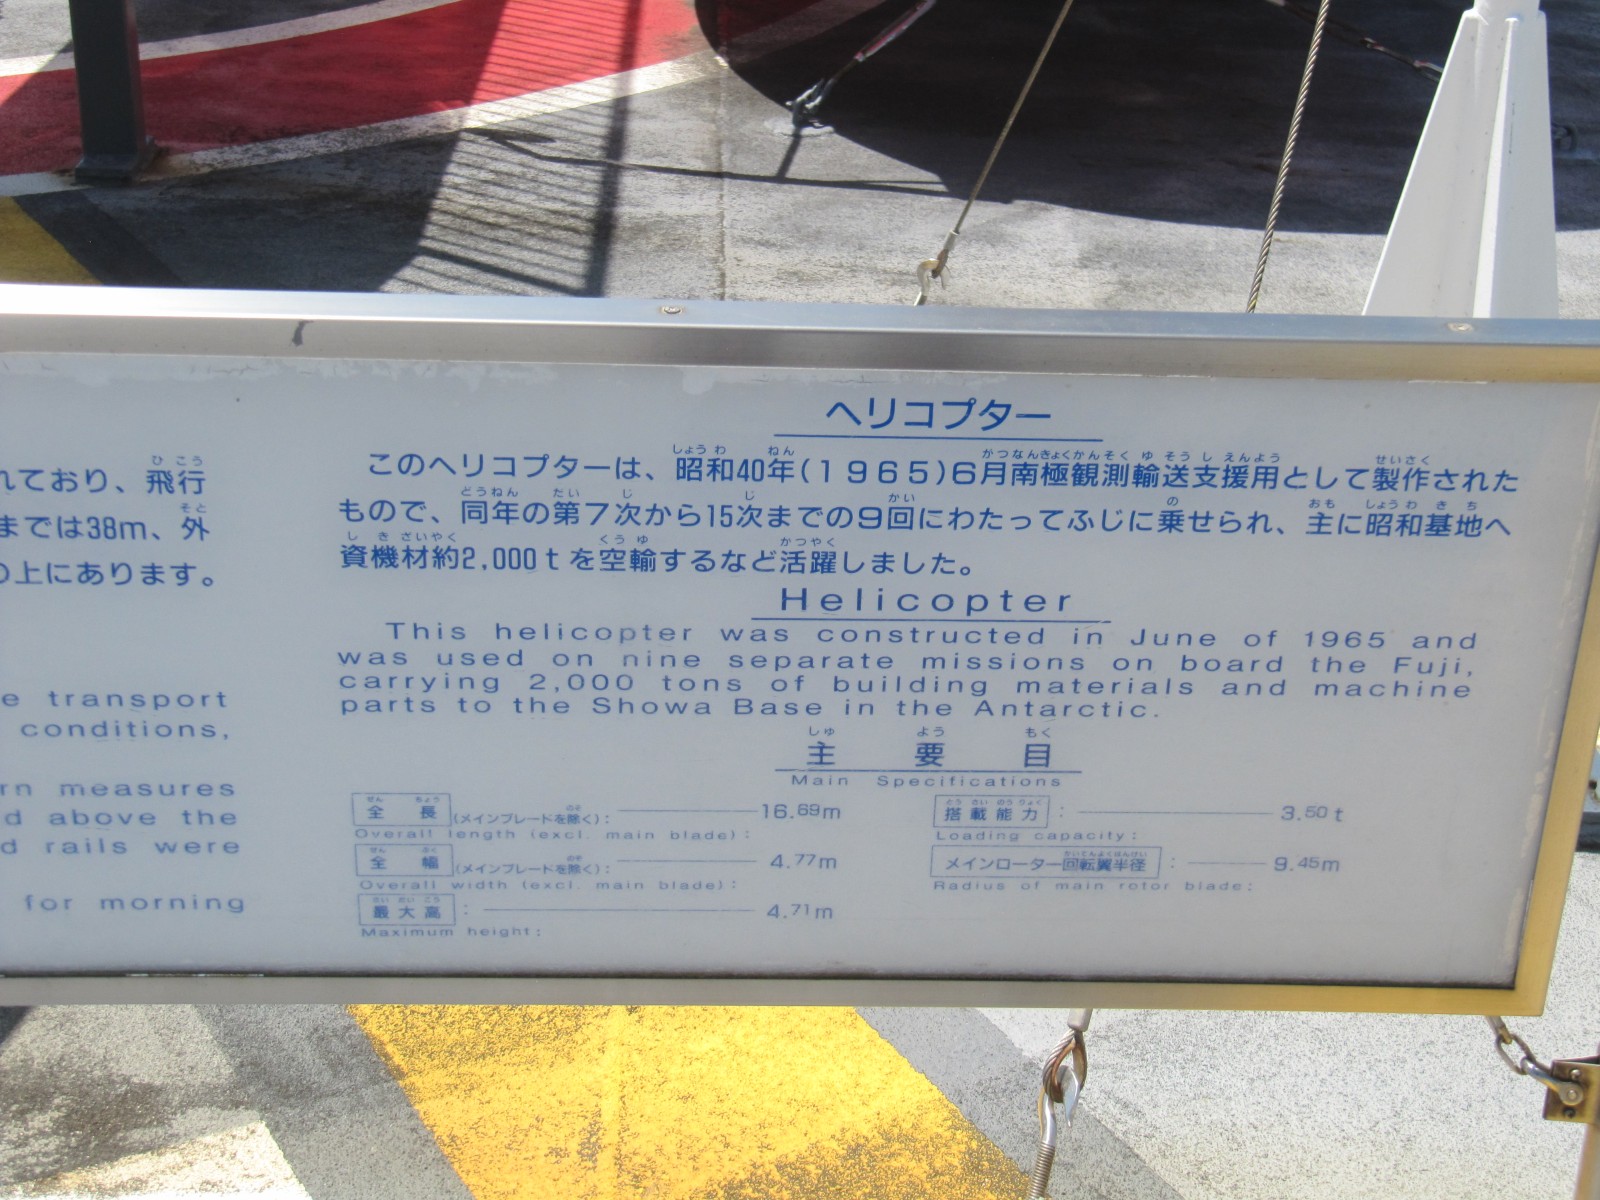 れており、飛行
までは38m、外
の上にあります。
e transport
conditions,
rn measures
d above the
d rails were
for morning
ヘリコプター
このヘリコプターは、昭和40年(1965)6月南極観測輸送支援用として製作された
もので、同年の第7次から15次までの9回にわたってふじに乗せられ、主に昭和基地へ
資機材約2,000tを空輸するなど活躍しました。
Helicopter
This helicopter was constructed in June of 1965 and
was used on nine separate missions on board the Fuji,
carrying 2,000 tons of building materials and machine
parts to the Showa Base in the Antarctic.
主要目
Main Specifications
全長(メインブレードを除く): 16.69m
Overall length (excl. main blade):
全幅(メインブレードを除く): 4.77m
Overall width (excl. main blade):
最大高: 4.71m
Maximum height:
搭載能力: 3.50t
Loading capacity:
メインローター回転翼半径: 9.45m
Radius of main rotor blade: